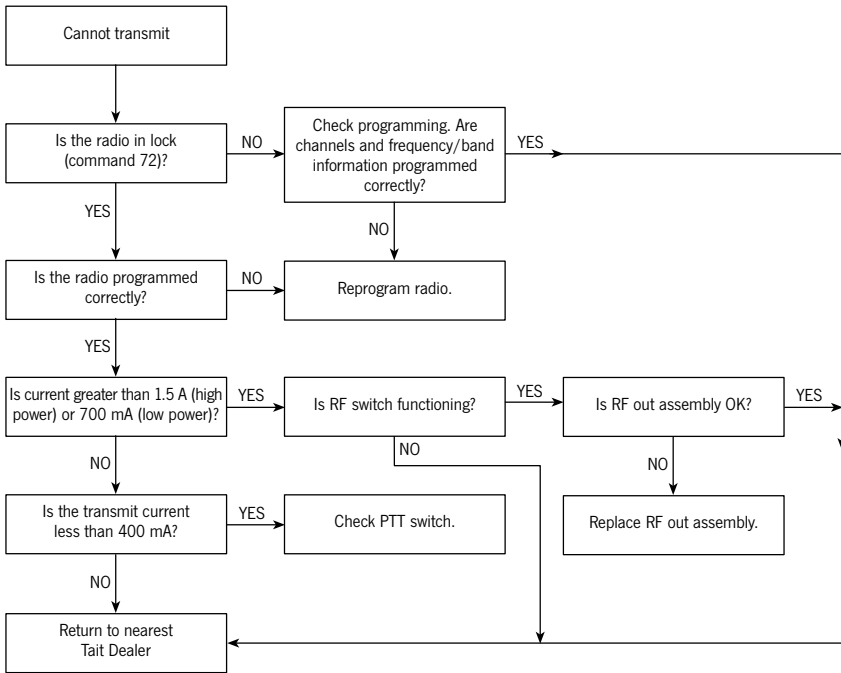 Cannot transmit
Is the radio in lock
(command 72)?
NO
Check programming. Are
channels and frequency/band
information programmed
correctly?
YES
YES
NO
Is the radio programmed
correctly?
NO
Reprogram radio.
YES
Is current greater than 1.5 A (high
power) or 700 mA (low power)?
YES
Is RF switch functioning?
YES
Is RF out assembly OK?
YES
NO
NO
NO
Is the transmit current
less than 400 mA?
YES
Check PTT switch.
Replace RF out assembly.
NO
Return to nearest
Tait Dealer